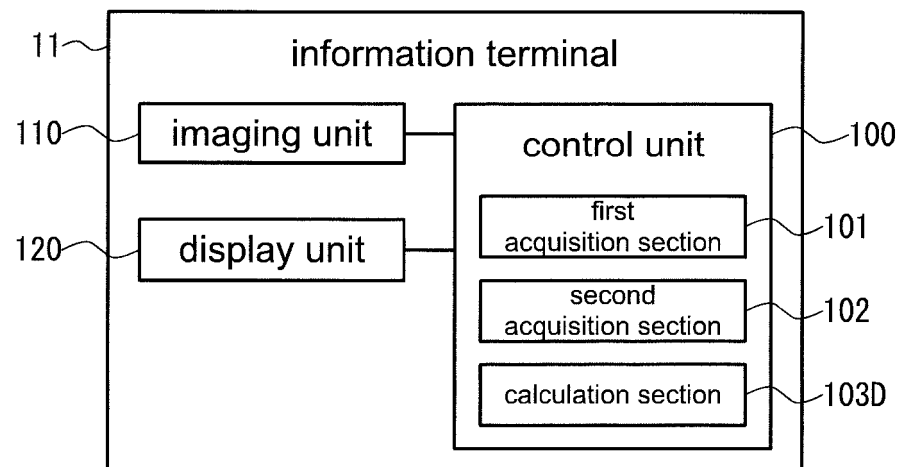 11
information terminal
110
imaging unit
control unit
100
first
acquisition section
101
120
display unit
second
acquisition section
102
calculation section
103D